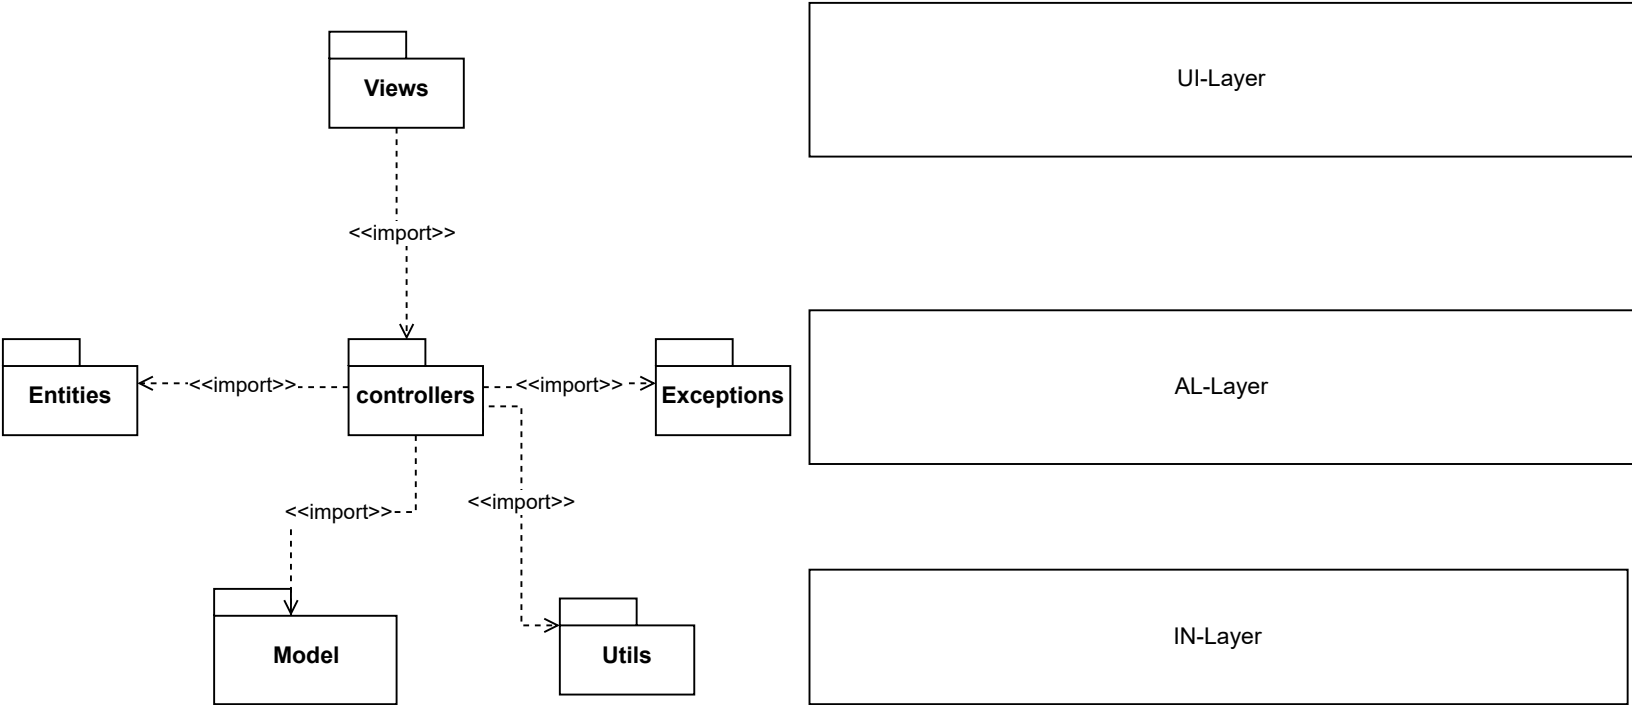 Views
UI-Layer
<<import>>
Entities
<<import>>
controllers
<<import>>
Exceptions
AL-Layer
<<import>>
<<import>>
Model
Utils
IN-Layer